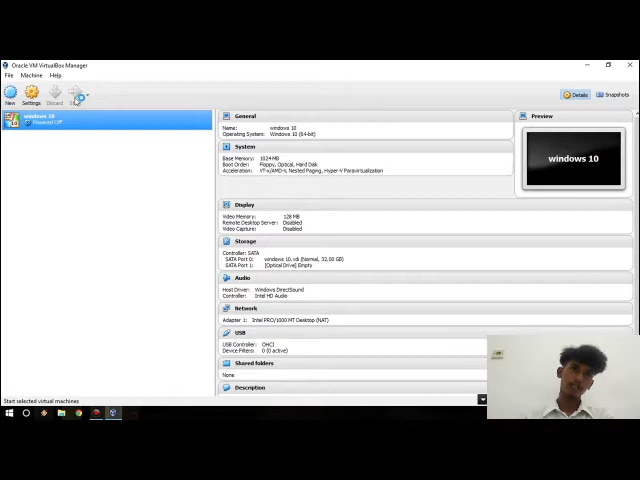 Oracle VM VirtualBox Manager
File Machine Help
New Settings Discard
Details Snapshots
windows 10
Powered Off
General
Name: windows 10
Operating System: Windows 10 (64-bit)
System
Base Memory: 1024 MB
Boot Order: Floppy, Optical, Hard Disk
Acceleration: VT-x/AMD-V, Nested Paging, Hyper-V Paravirtualization
Preview
windows 10
Display
Video Memory: 128 MB
Remote Desktop Server: Disabled
Video Capture: Disabled
Storage
Controller: SATA
SATA Port 0: windows 10.vdi (Normal, 32.00 GB)
SATA Port 1: [Optical Drive] Empty
Audio
Host Driver: Windows DirectSound
Controller: Intel HD Audio
Network
Adapter 1: Intel PRO/1000 MT Desktop (NAT)
USB
USB Controller: OHCI
Device Filters: 0 (0 active)
Shared folders
None
Description
Start selected virtual machines